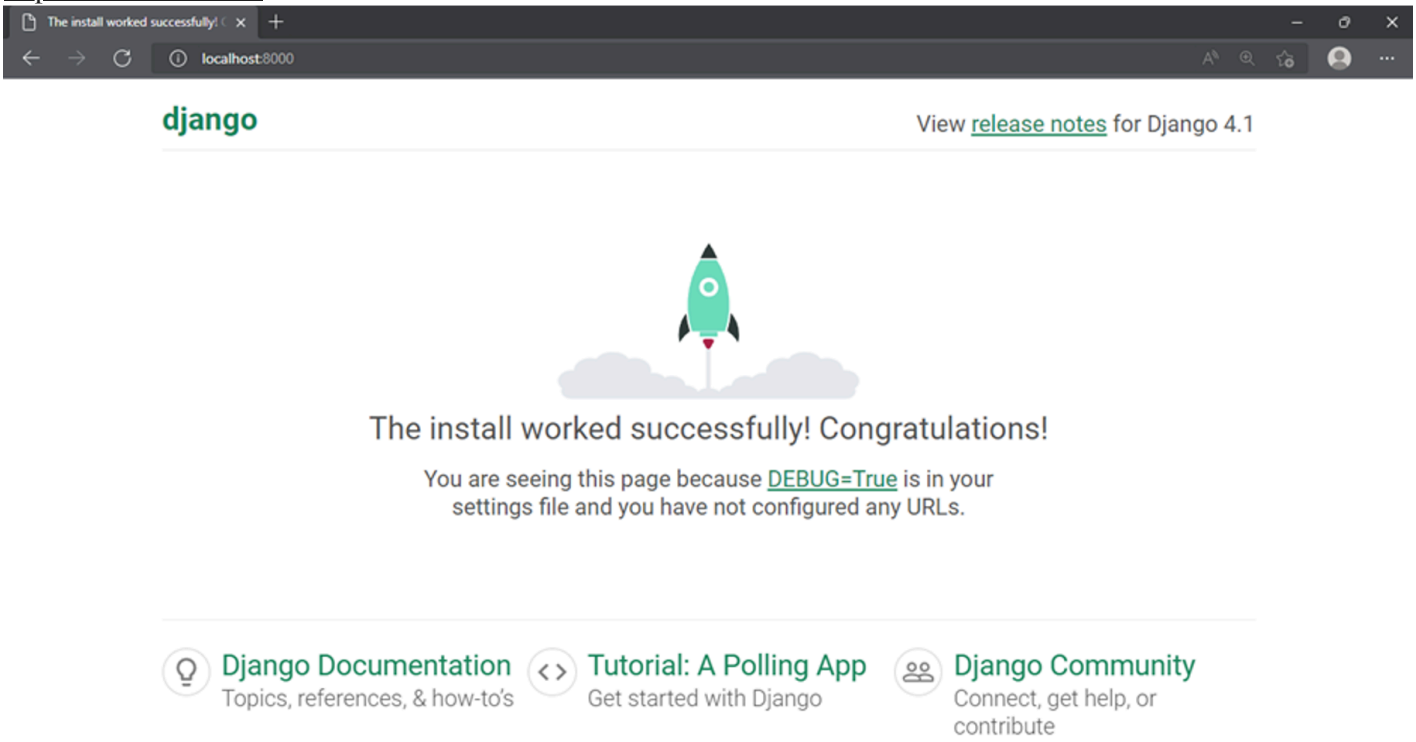 The install worked successfully!
localhost:8000
django
View release notes for Django 4.1
The install worked successfully! Congratulations!
You are seeing this page because DEBUG=True is in your
settings file and you have not configured any URLs.
Django Documentation
Topics, references, & how-to's
Tutorial: A Polling App
Get started with Django
Django Community
Connect, get help, or
contribute